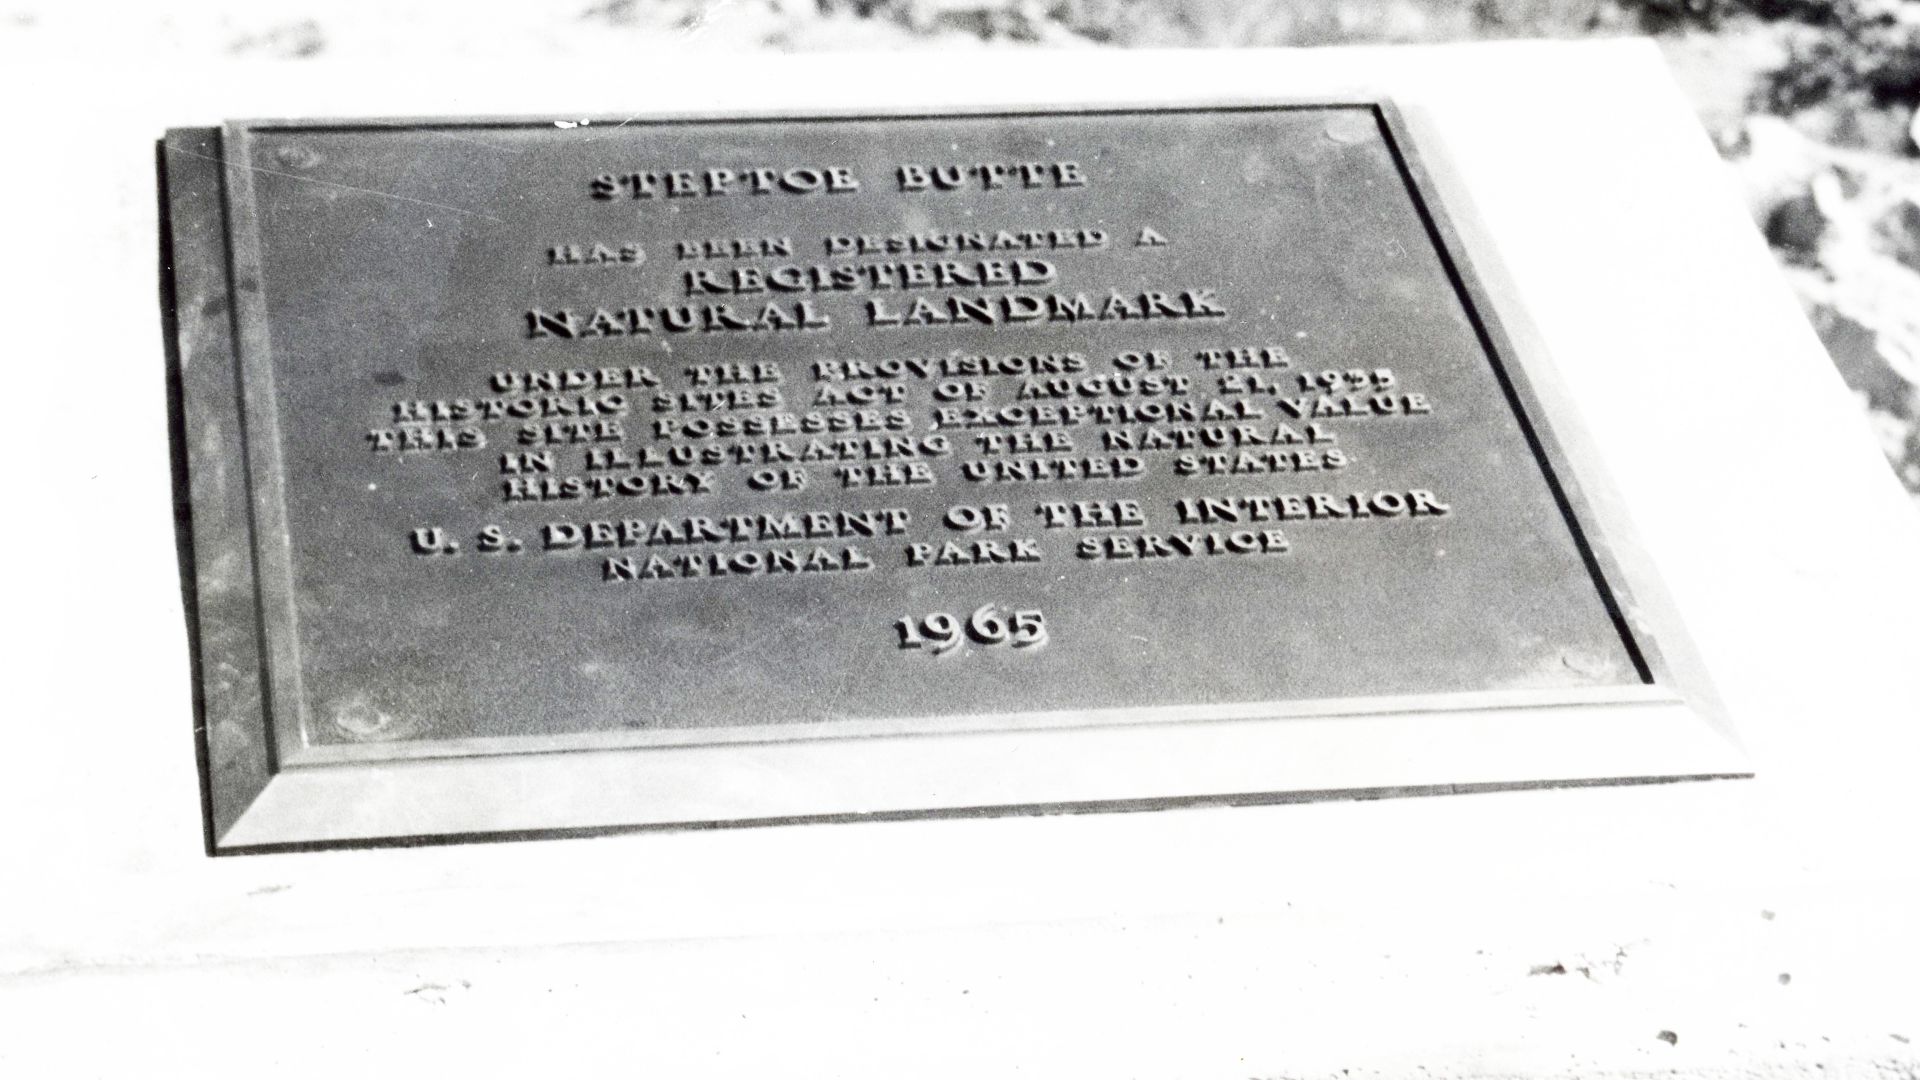 STEPTOE BUTTE
HAS BEEN DESIGNATED A
REGISTERED
NATURAL LANDMARK
UNDER THE PROVISIONS OF THE
HISTORIC SITES ACT OF AUGUST 21, 1935
THIS SITE POSSESSES EXCEPTIONAL VALUE
IN ILLUSTRATING THE NATURAL
HISTORY OF THE UNITED STATES
U. S. DEPARTMENT OF THE INTERIOR
NATIONAL PARK SERVICE
1965